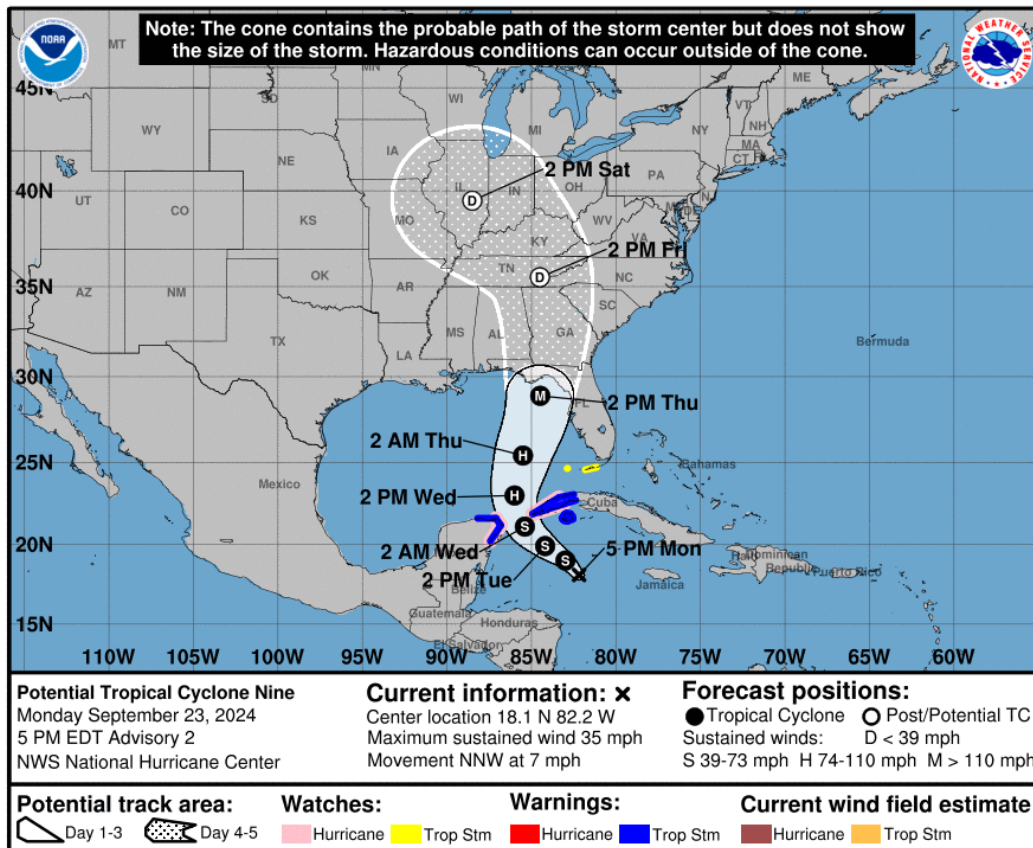 Note: The cone contains the probable path of the storm center but does not show
the size of the storm. Hazardous conditions can occur outside of the cone.
NOAA
NATIONAL WEATHER SERVICE
MT
ME
45N
SD
MN
WI
MI
VT
NH
WY
NY
MA
CT
IA
NE
2 PM Sat
PA
40N
UT
IL
IN
OH
CO
MO
WV
KS
VA
DE
KY
2 PM Fri
TN
NC
35N
AZ
NM
OK
AR
SC
MS
AL
GA
TX
LA
Bermuda
30N
M
2 PM Thu
FL
2 AM Thu
H
25N
Bahamas
Mexico
2 PM Wed
H
Cuba
S
2 AM Wed
S
5 PM Mon
20N
S
2 PM Tue
Dominican
Republic
Puerto Rico
Jamaica
Belize
Guatemala
Honduras
15N
El Salvador
D
D
110W 105W 100W 95W 90W 85W 80W 75W 70W 65W 60W
Potential Tropical Cyclone Nine
Monday September 23, 2024
5 PM EDT Advisory 2
NWS National Hurricane Center
Current information: x
Center location 18.1 N 82.2 W
Maximum sustained wind 35 mph
Movement NNW at 7 mph
Forecast positions:
Tropical Cyclone Post/Potential TC
Sustained winds: D < 39 mph
S 39-73 mph H 74-110 mph M > 110 mph
Potential track area:
Day 1-3 Day 4-5
Watches:
Hurricane Trop Stm
Warnings:
Hurricane Trop Stm
Current wind field estimate
Hurricane Trop Stm